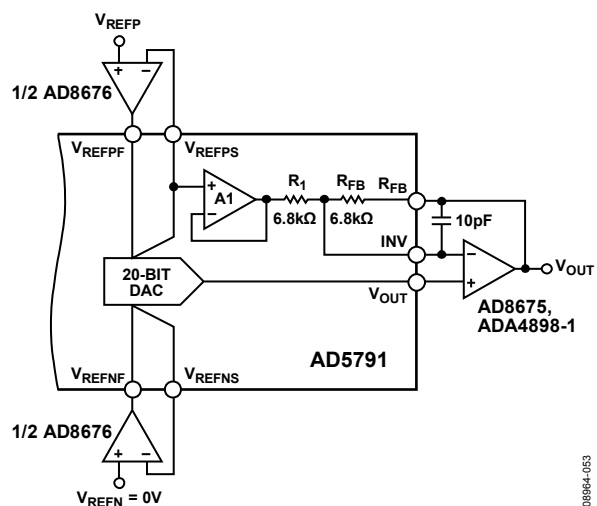 VREFP
1/2 AD8676
+ −
VREFPF
VREFPS
A1
+
−
R1
6.8kΩ
RFB
6.8kΩ
RFB
10pF
INV
20-BIT
DAC
VOUT
−
+
VOUT
AD8675,
ADA4898-1
AD5791
VREFNF
VREFNS
1/2 AD8676
+ −
VREFN = 0V
08964-053